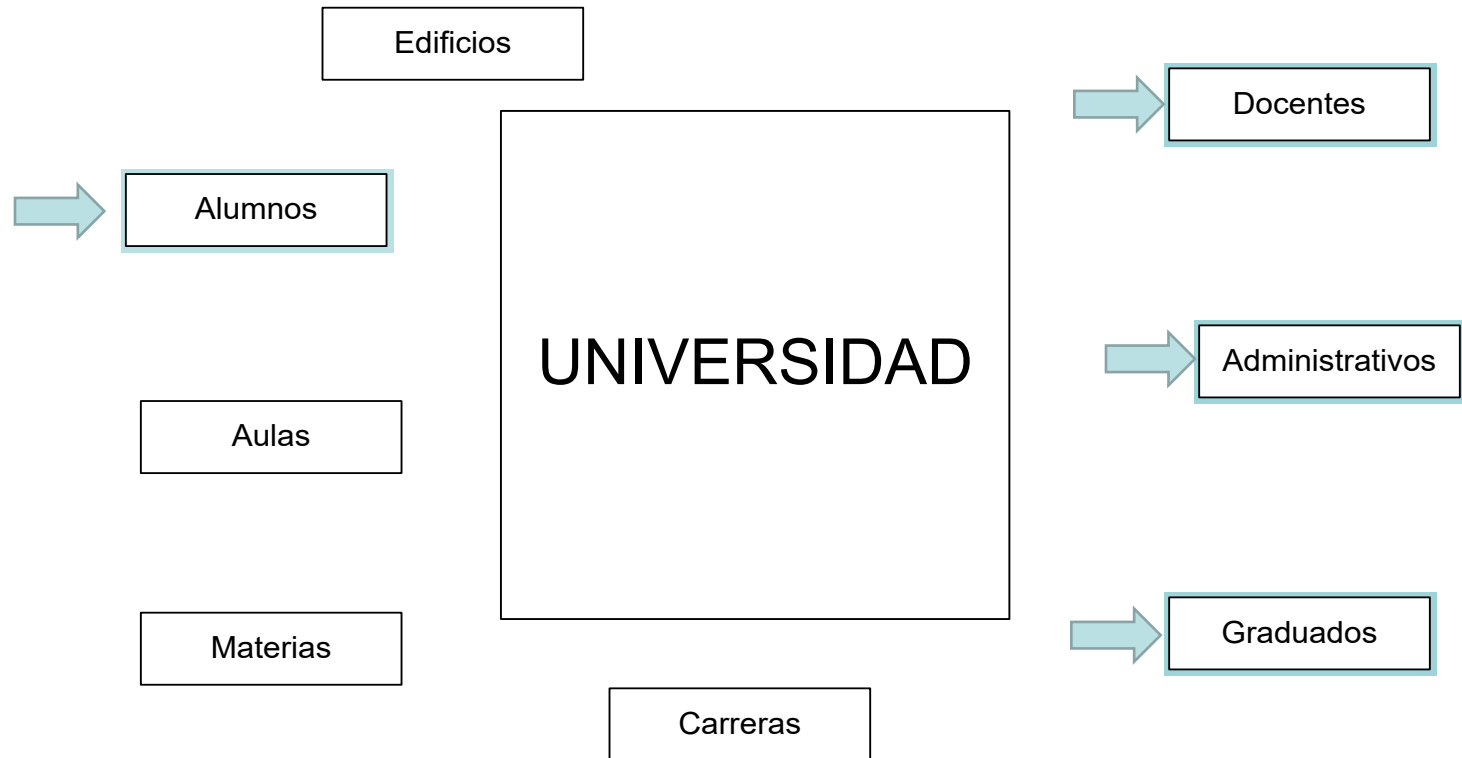 Edificios
Docentes
Alumnos
UNIVERSIDAD
Administrativos
Aulas
Materias
Graduados
Carreras